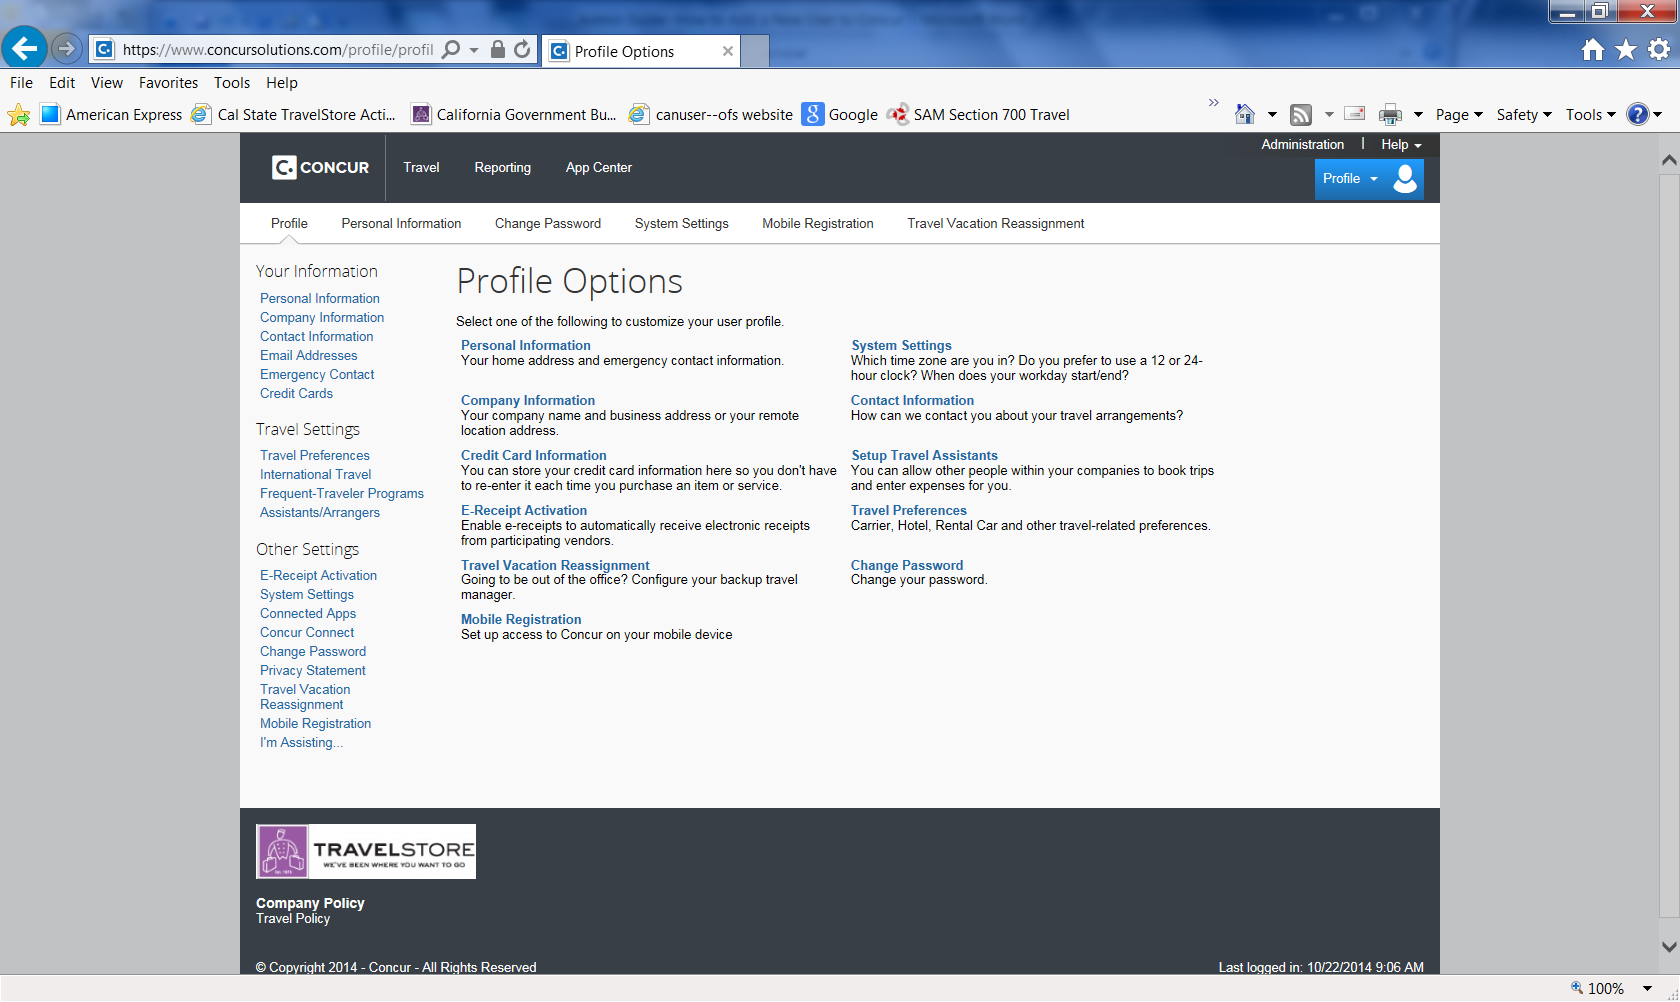 https://www.concursolutions.com/profile/profil
Profile Options
File Edit View Favorites Tools Help
American Express Cal State TravelStore Acti... California Government Bu... canuser--ofs website Google SAM Section 700 Travel
Page Safety Tools
Administration | Help
C. CONCUR Travel Reporting App Center
Profile
Profile Personal Information Change Password System Settings Mobile Registration Travel Vacation Reassignment
Your Information
Personal Information
Company Information
Contact Information
Email Addresses
Emergency Contact
Credit Cards
Travel Settings
Travel Preferences
International Travel
Frequent-Traveler Programs
Assistants/Arrangers
Other Settings
E-Receipt Activation
System Settings
Connected Apps
Concur Connect
Change Password
Privacy Statement
Travel Vacation
Reassignment
Mobile Registration
I'm Assisting...
Profile Options
Select one of the following to customize your user profile.
Personal Information
Your home address and emergency contact information.
System Settings
Which time zone are you in? Do you prefer to use a 12 or 24-
hour clock? When does your workday start/end?
Company Information
Your company name and business address or your remote
location address.
Contact Information
How can we contact you about your travel arrangements?
Credit Card Information
You can store your credit card information here so you don't have
to re-enter it each time you purchase an item or service.
Setup Travel Assistants
You can allow other people within your companies to book trips
and enter expenses for you.
E-Receipt Activation
Enable e-receipts to automatically receive electronic receipts
from participating vendors.
Travel Preferences
Carrier, Hotel, Rental Car and other travel-related preferences.
Travel Vacation Reassignment
Going to be out of the office? Configure your backup travel
manager.
Change Password
Change your password.
Mobile Registration
Set up access to Concur on your mobile device
TRAVELSTORE
WE'VE BEEN WHERE YOU WANT TO GO
Company Policy
Travel Policy
© Copyright 2014 - Concur - All Rights Reserved
Last logged in: 10/22/2014 9:06 AM
100%